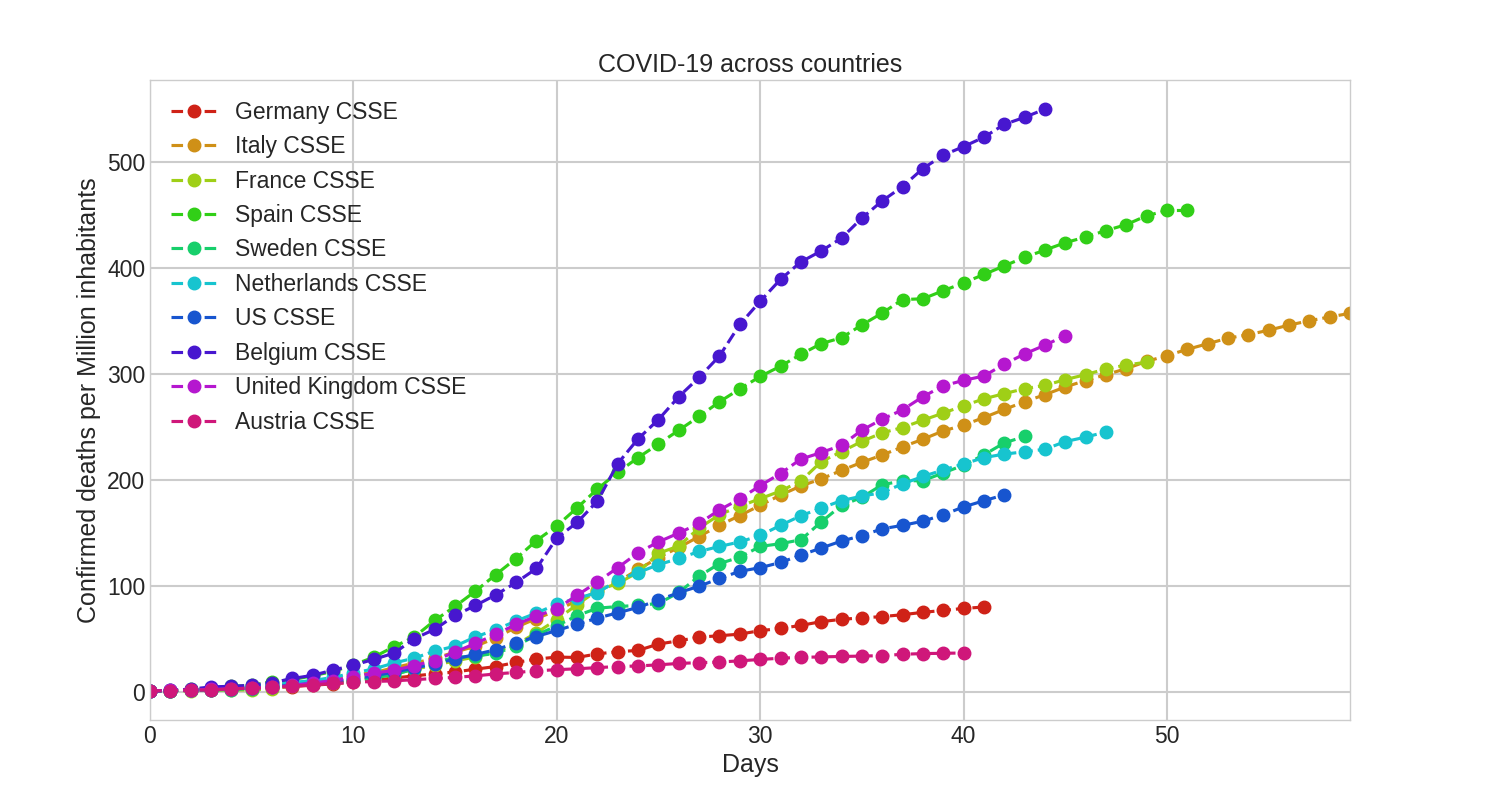 COVID-19 across countries
Confirmed deaths per Million inhabitants
500
400
300
200
100
0
Germany CSSE
Italy CSSE
France CSSE
Spain CSSE
Sweden CSSE
Netherlands CSSE
US CSSE
Belgium CSSE
United Kingdom CSSE
Austria CSSE
0 10 20 30 40 50
Days